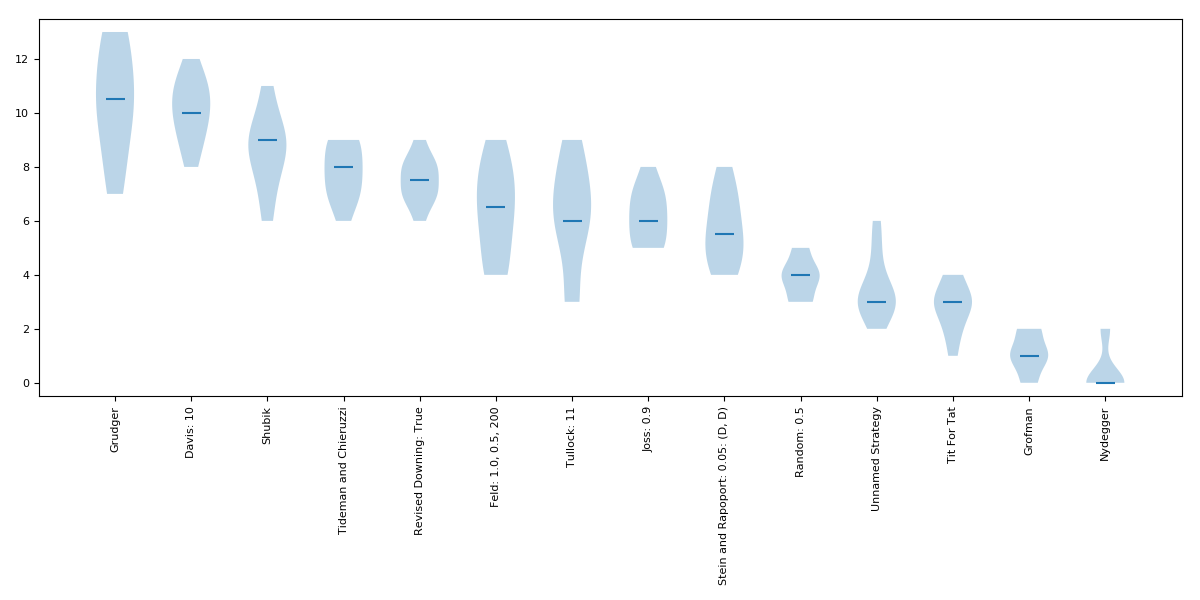 12
10
8
6
4
2
0
Grudger
Davis: 10
Shubik
Tideman and Chieruzzi
Revised Downing: True
Feld: 1.0, 0.5, 200
Tullock: 11
Joss: 0.9
Stein and Rapoport: 0.05: (D, D)
Random: 0.5
Unnamed Strategy
Tit For Tat
Grofman
Nydegger